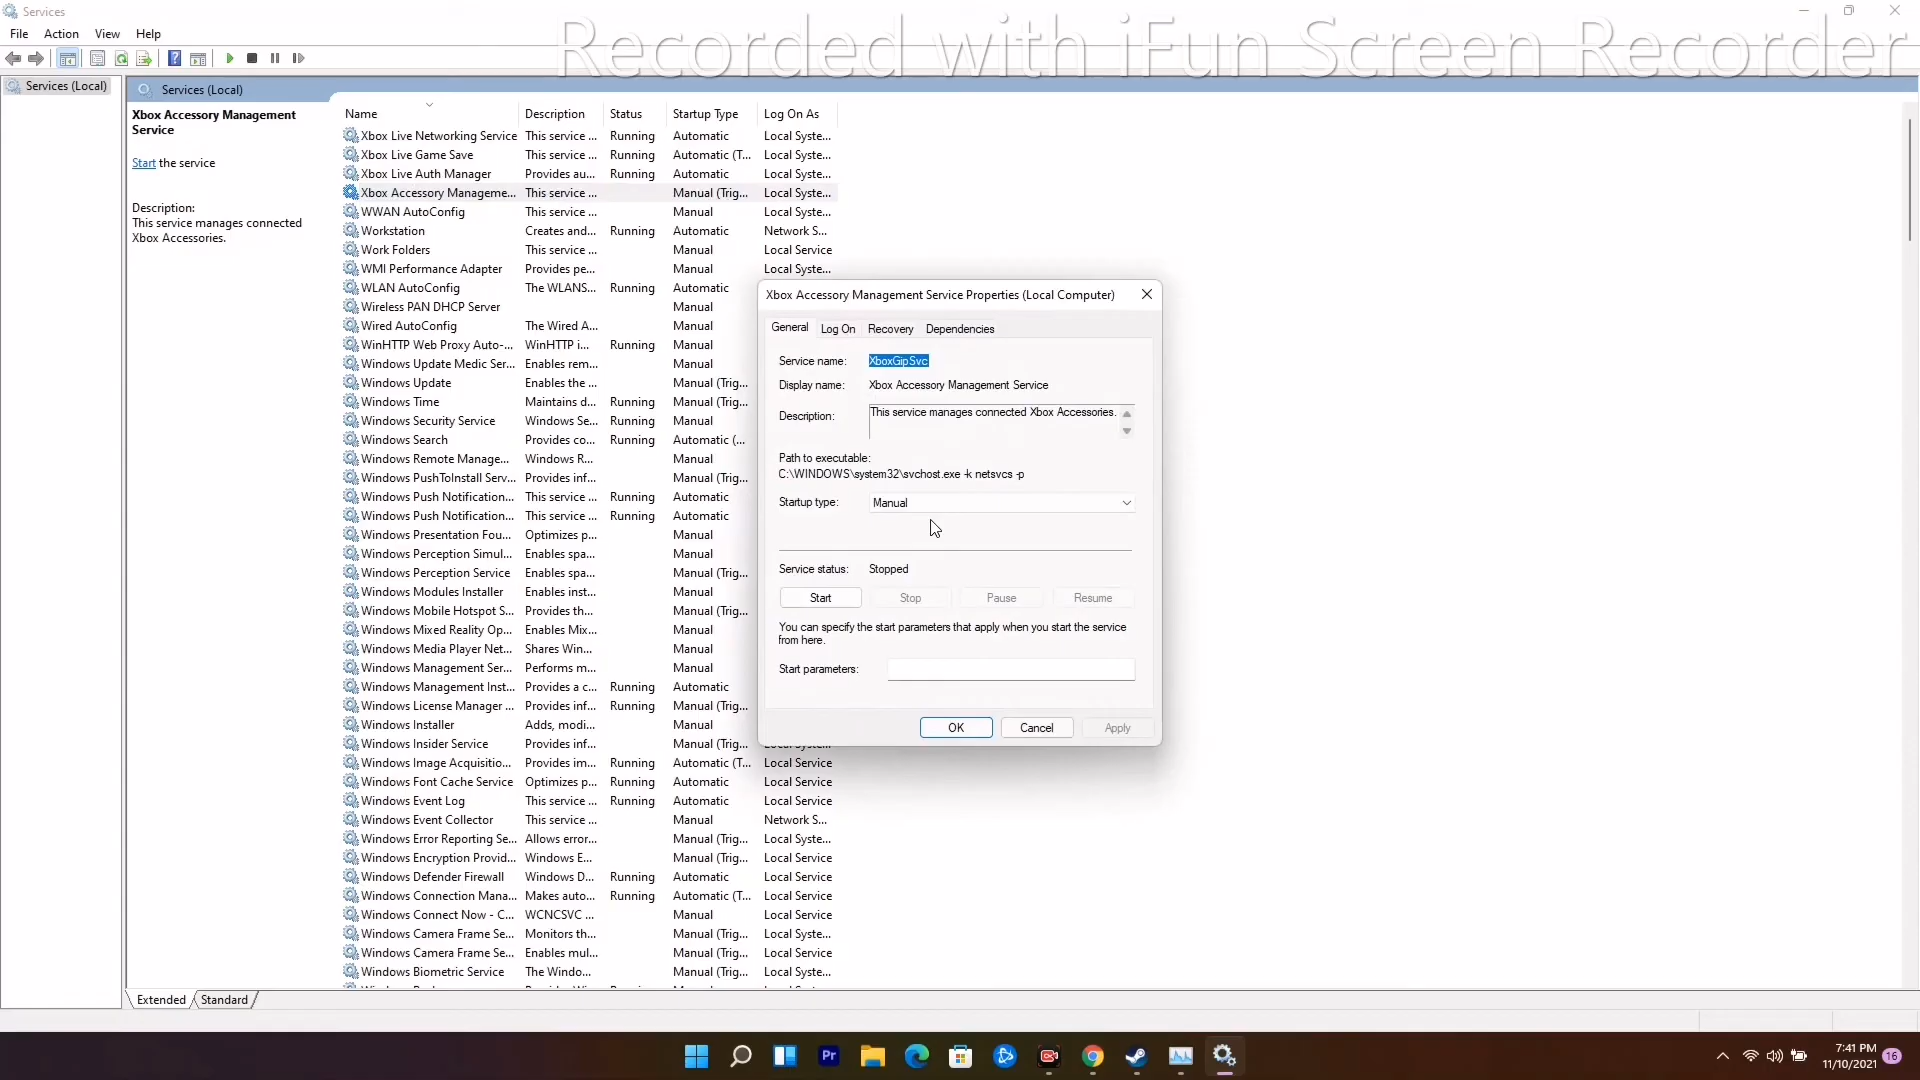 Services
Recorded with iFun Screen Recorder
File Action View Help
Services (Local)
Services (Local)
Xbox Accessory Management
Service
Start the service
Description:
This service manages connected
Xbox Accessories.
Name Description Status Startup Type Log On As
Xbox Live Networking Service This service ... Running Automatic Local Syste...
Xbox Live Game Save This service ... Running Automatic (T... Local Syste...
Xbox Live Auth Manager Provides au... Running Automatic Local Syste...
Xbox Accessory Manageme... This service ... Manual (Trig... Local Syste...
WWAN AutoConfig This service ... Manual Local Syste...
Workstation Creates and... Running Automatic Network S...
Work Folders This service ... Manual Local Service
WMI Performance Adapter Provides pe... Manual Local Syste...
WLAN AutoConfig The WLANS... Running Automatic
Wireless PAN DHCP Server Manual
Wired AutoConfig The Wired A... Manual
WinHTTP Web Proxy Auto-... WinHTTP i... Running Manual
Windows Update Medic Ser... Enables rem... Manual
Windows Update Enables the ... Manual (Trig...
Windows Time Maintains d... Running Manual (Trig...
Windows Security Service Windows Se... Running Manual
Windows Search Provides co... Running Automatic (...
Windows Remote Manage... Windows R... Manual
Windows PushToInstall Serv... Provides inf... Manual (Trig...
Windows Push Notification... This service ... Running Automatic
Windows Push Notification... This service ... Running Automatic
Windows Presentation Fou... Optimizes p... Manual
Windows Perception Simul... Enables spa... Manual
Windows Perception Service Enables spa... Manual (Trig...
Windows Modules Installer Enables inst... Manual
Windows Mobile Hotspot S... Provides th... Manual (Trig...
Windows Mixed Reality Op... Enables Mix... Manual
Windows Media Player Net... Shares Win... Manual
Windows Management Ser... Performs m... Manual
Windows Management Inst... Provides a c... Running Automatic
Windows License Manager ... Provides inf... Running Manual (Trig...
Windows Installer Adds, modi... Manual
Windows Insider Service Provides inf... Manual (Trig... Local Syste...
Windows Image Acquisitio... Provides im... Running Automatic (T... Local Service
Windows Font Cache Service Optimizes p... Running Automatic Local Service
Windows Event Log This service ... Running Automatic Local Service
Windows Event Collector This service ... Manual Network S...
Windows Error Reporting Se... Allows error... Manual (Trig... Local Syste...
Windows Encryption Provid... Windows E... Manual (Trig... Local Service
Windows Defender Firewall Windows D... Running Automatic Local Service
Windows Connection Mana... Makes auto... Running Automatic (T... Local Service
Windows Connect Now - C... WCNCSVC ... Manual Local Service
Windows Camera Frame Se... Monitors th... Manual (Trig... Local Syste...
Windows Camera Frame Se... Enables mul... Manual (Trig... Local Service
Windows Biometric Service The Windo... Manual (Trig... Local Syste...
Xbox Accessory Management Service Properties (Local Computer)
General Log On Recovery Dependencies
Service name: XboxGipSvc
Display name: Xbox Accessory Management Service
Description: This service manages connected Xbox Accessories.
Path to executable:
C:\WINDOWS\system32\svchost.exe -k netsvcs -p
Startup type: Manual
Service status: Stopped
Start Stop Pause Resume
You can specify the start parameters that apply when you start the service
from here.
Start parameters:
OK Cancel Apply
Extended Standard
Pr
7:41 PM
11/10/2021
16